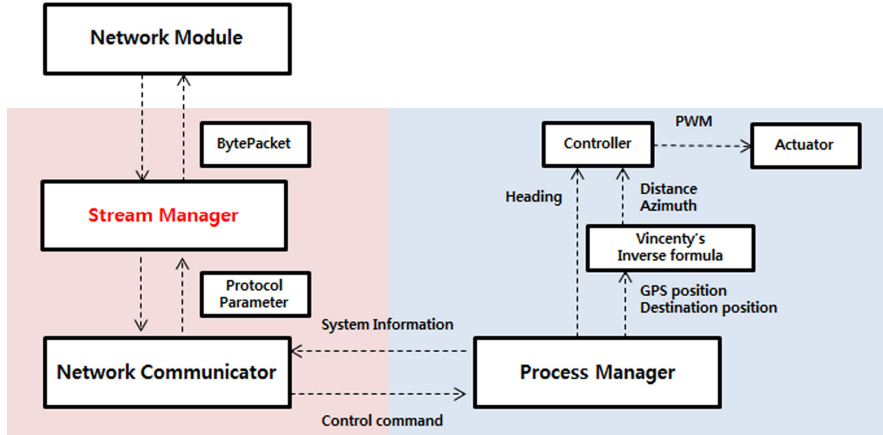 Network Module
BytePacket
Stream Manager
Protocol
Parameter
Network Communicator
System Information
Control command
Process Manager
Heading
GPS position
Destination position
Vincenty's
Inverse formula
Distance
Azimuth
Controller
PWM
Actuator